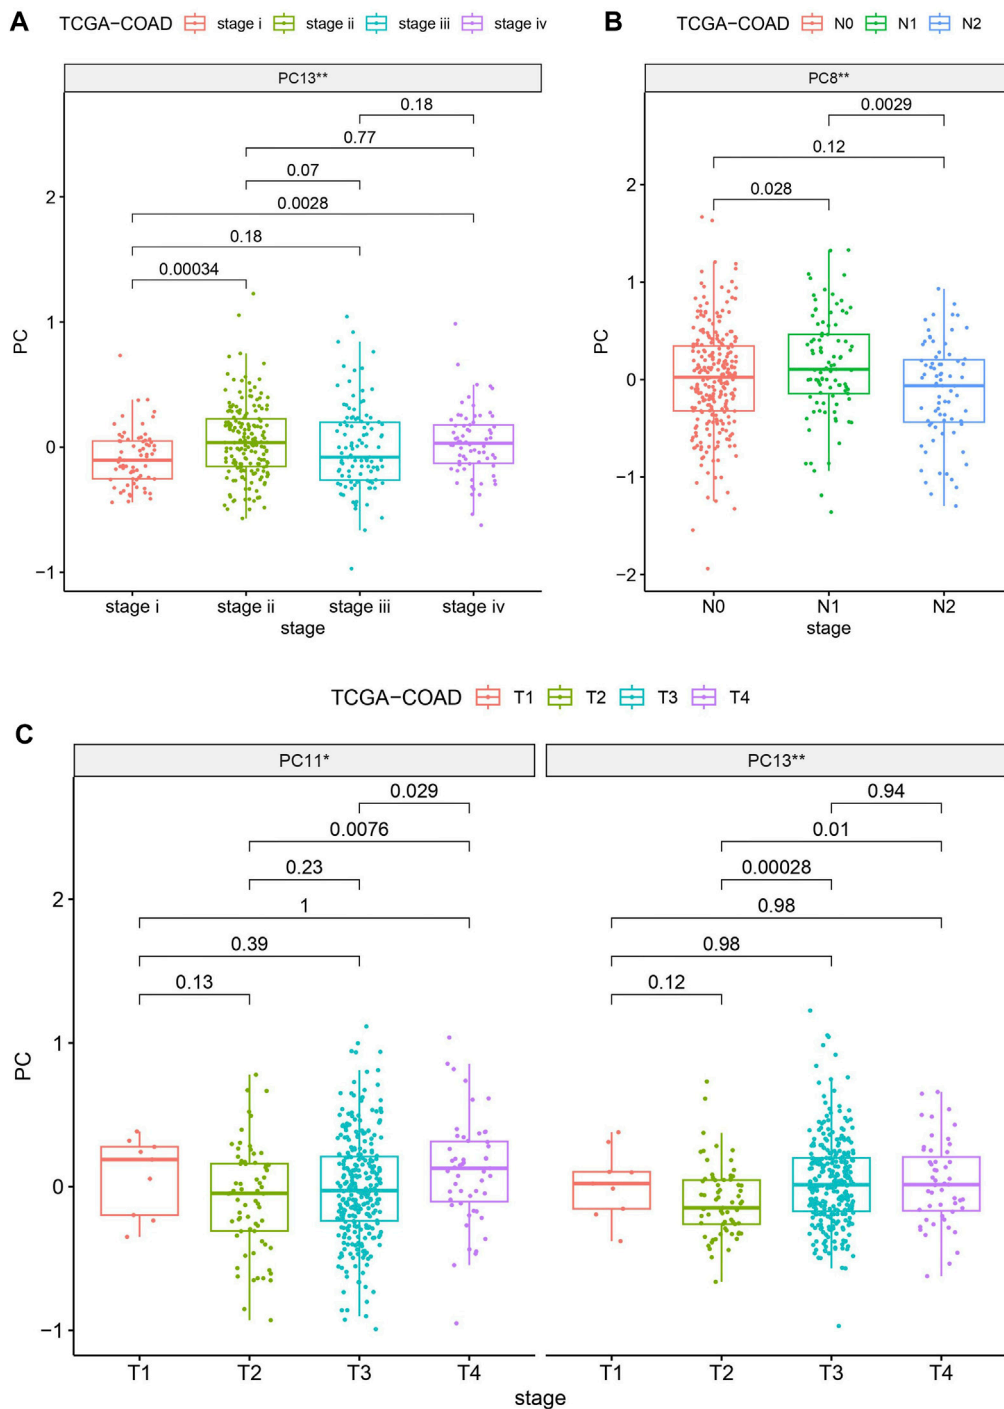 A TCGA−COAD stage i stage ii stage iii stage iv
PC13**
0.18
0.77
0.07
0.0028
0.18
0.00034
2
1
0
−1
PC
stage i stage ii stage iii stage iv
stage
B TCGA−COAD N0 N1 N2
PC8**
0.0029
0.12
0.028
2
1
0
−1
−2
PC
N0 N1 N2
stage
TCGA−COAD T1 T2 T3 T4
C
PC11* PC13**
0.029 0.94
0.0076 0.01
0.23 0.00028
1 0.98
0.39 0.98
0.13 0.12
2
1
0
−1
PC
T1 T2 T3 T4 T1 T2 T3 T4
stage